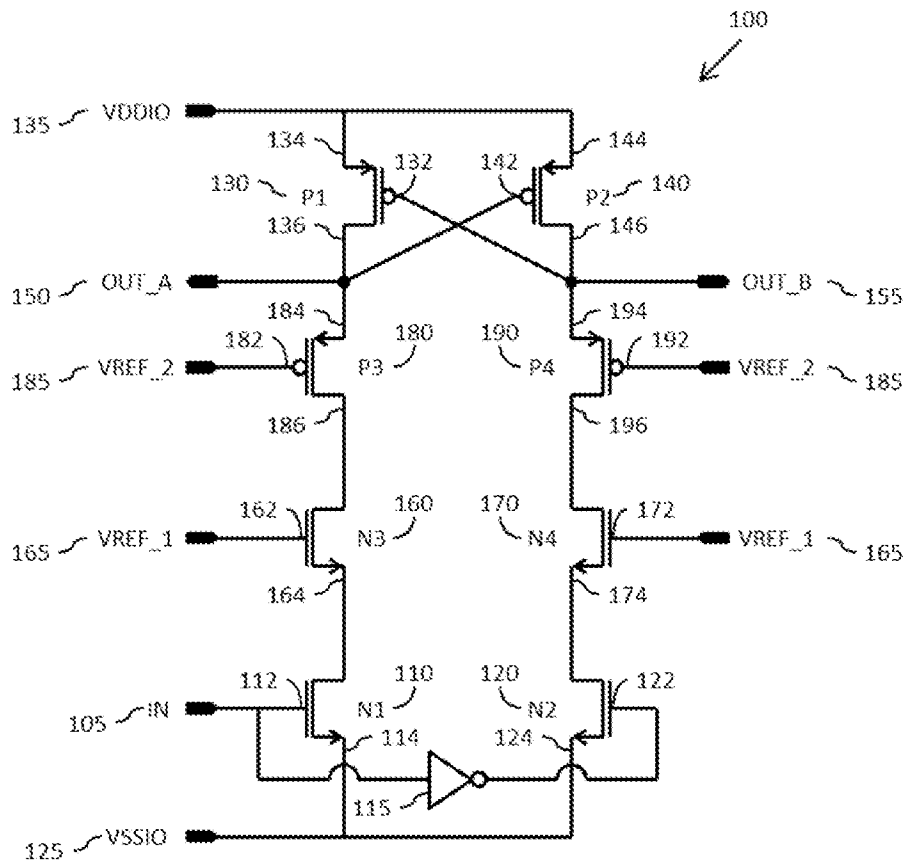 100
135 VDDIO
134 144
132 142
130 P1 P2 140
136 146
150 OUT_A OUT_B 155
184 194
182 180 190 192
185 VREF_2 P3 P4 VREF_2 185
186 196
162 160 170 172
165 VREF_1 N3 N4 VREF_1 165
164 174
112 110 120 122
105 IN N1 N2
114 124
115
125 VSSIO